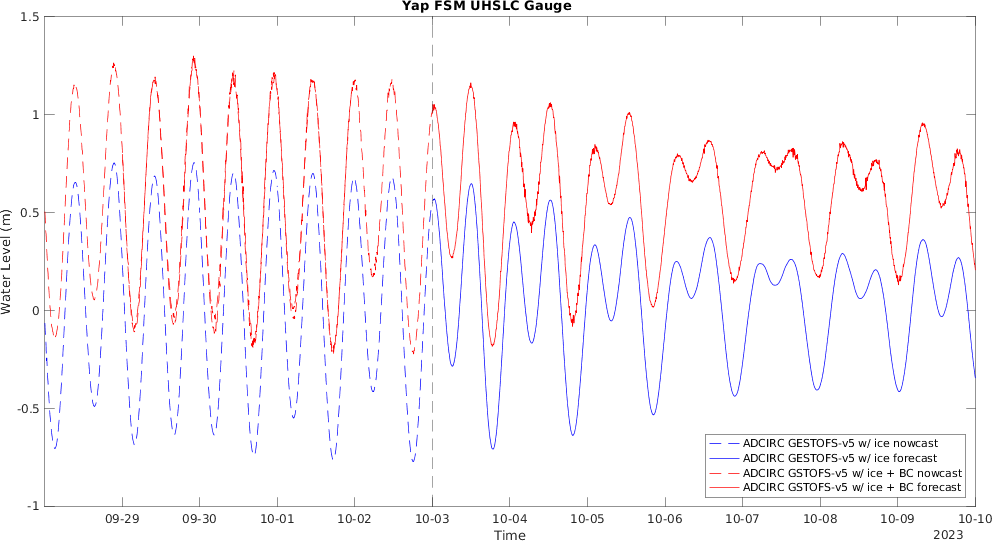 Yap FSM UHSLC Gauge
1.5
1
0.5
0
-0.5
-1
Water Level (m)
ADCIRC GESTOFS-v5 w/ ice nowcast
ADCIRC GESTOFS-v5 w/ ice forecast
ADCIRC GSTOFS-v5 w/ ice + BC nowcast
ADCIRC GSTOFS-v5 w/ ice + BC forecast
09-29 09-30 10-01 10-02 10-03 10-04 10-05 10-06 10-07 10-08 10-09 10-10
Time
2023